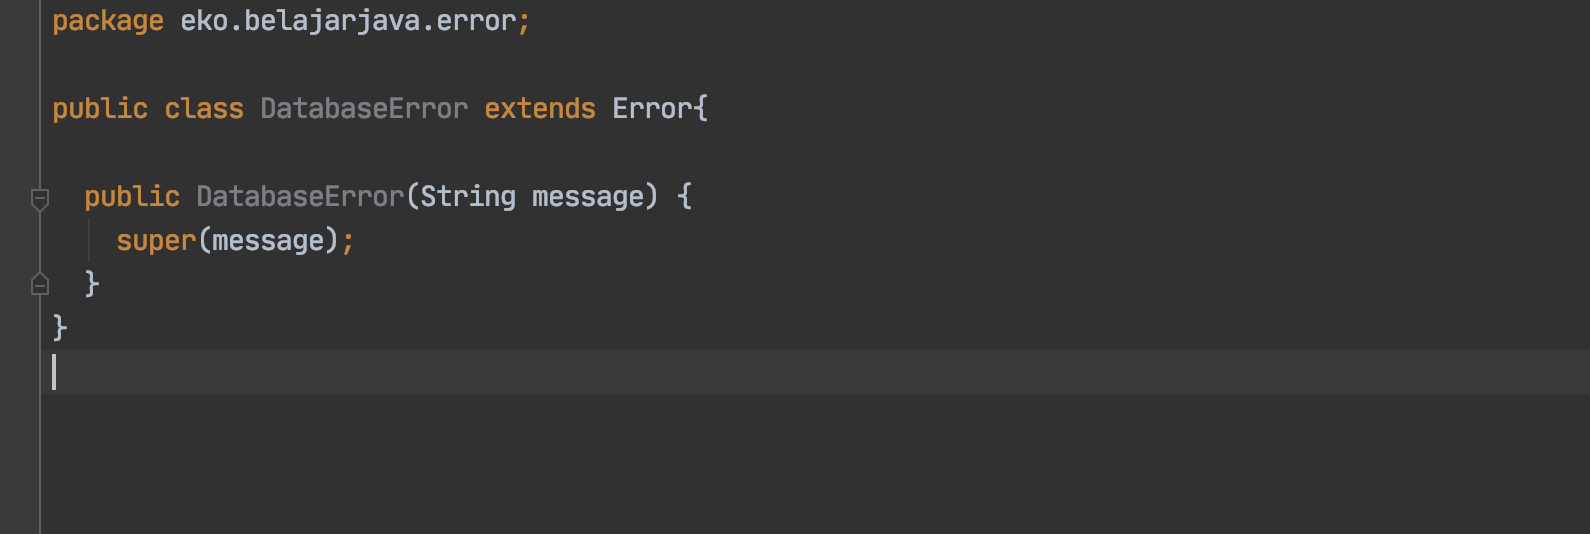 package eko.belajarjava.error;
public class DatabaseError extends Error{
public DatabaseError(String message) {
super(message);
}
}